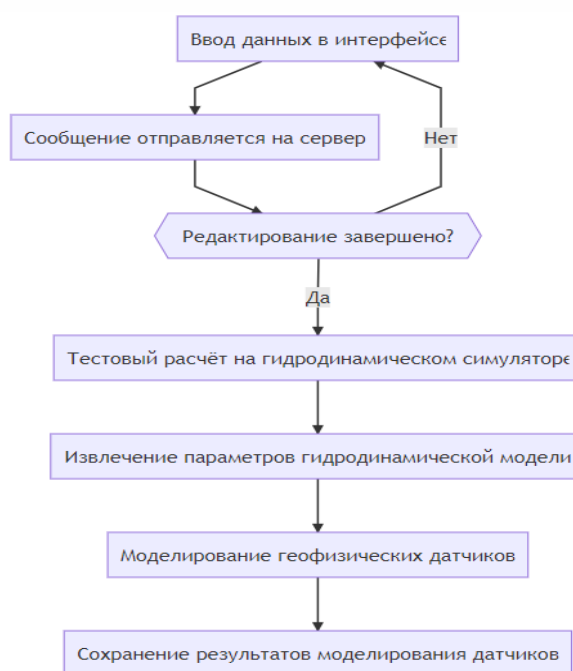 Ввод данных в интерфейсе
Сообщение отправляется на сервер
Нет
Редактирование завершено?
Да
Тестовый расчёт на гидродинамическом симуляторе
Извлечение параметров гидродинамической модели
Моделирование геофизических датчиков
Сохранение результатов моделирования датчиков